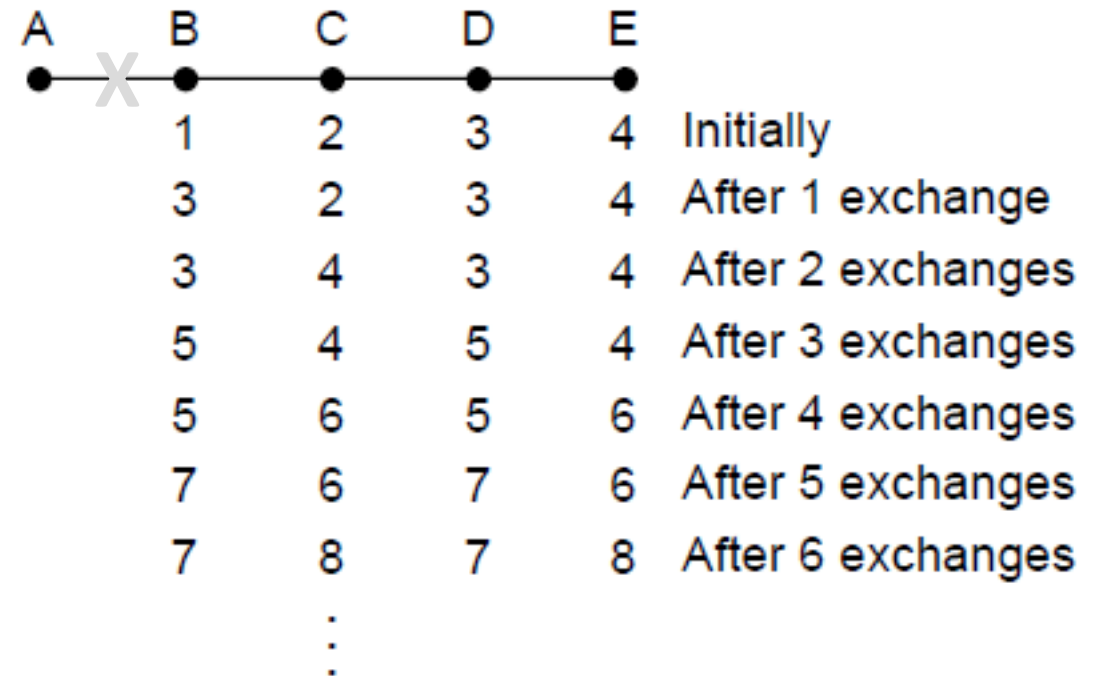 A B C D E
X
1 2 3 4 Initially
3 2 3 4 After 1 exchange
3 4 3 4 After 2 exchanges
5 4 5 4 After 3 exchanges
5 6 5 6 After 4 exchanges
7 6 7 6 After 5 exchanges
7 8 7 8 After 6 exchanges
.
.
.